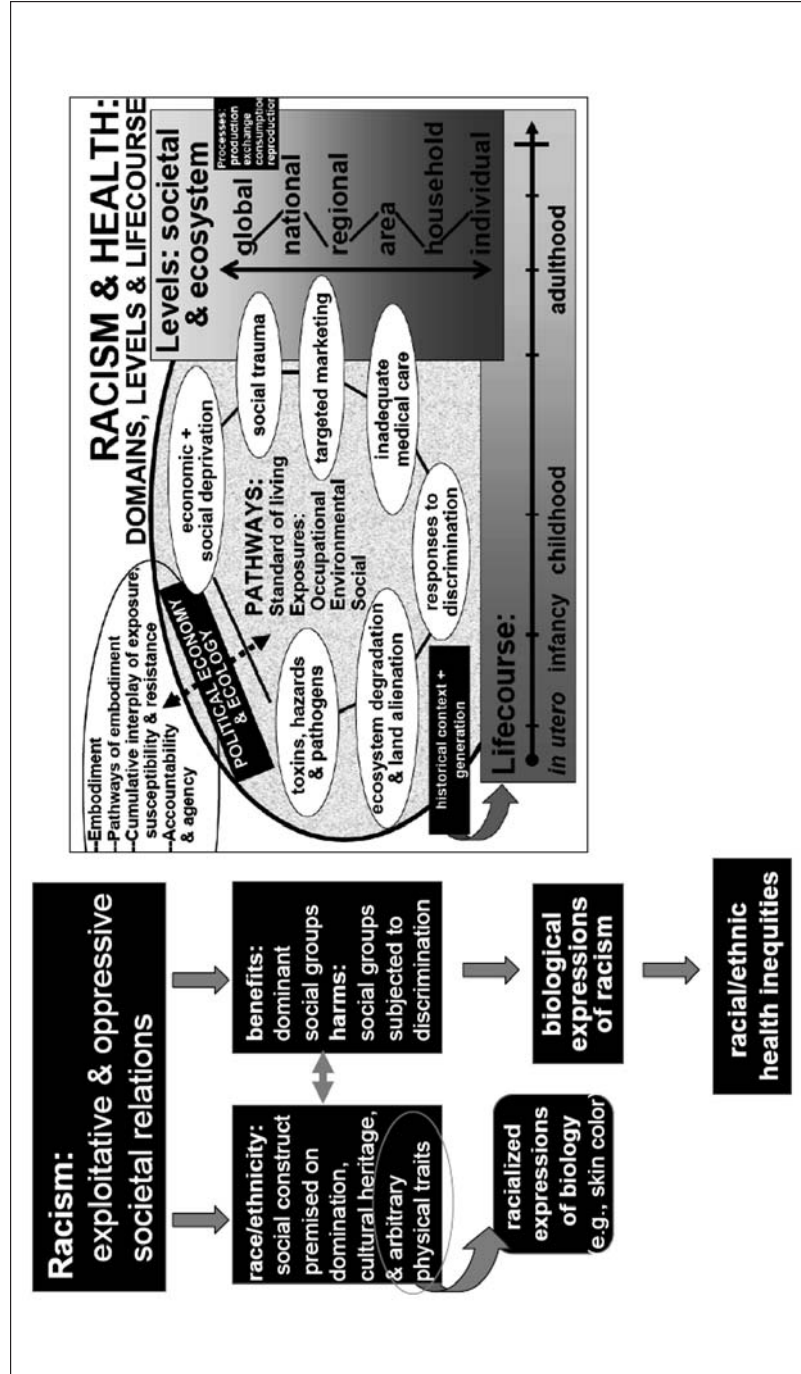 Racism:
exploitative & oppressive
societal relations
race/ethnicity:
social construct
premised on
domination,
cultural heritage,
& arbitrary
physical traits
benefits:
dominant
social groups
harms:
social groups
subjected to
discrimination
racialized
expressions
of biology
(e.g., skin color)
biological
expressions
of racism
racial/ethnic
health inequities
RACISM & HEALTH:
DOMAINS, LEVELS & LIFECOURSE
--Embodiment
--Pathways of embodiment
--Cumulative interplay of exposure,
susceptibility & resistance
--Accountability
& agency
POLITICAL ECONOMY
& ECOLOGY
economic +
social deprivation
social trauma
targeted marketing
inadequate
medical care
responses to
discrimination
ecosystem degradation
& land alienation
toxins, hazards
& pathogens
PATHWAYS:
Standard of living
Exposures:
Occupational
Environmental
Social
Levels: societal
& ecosystem
Processes:
production
exchange
consumption
reproduction
global
national
regional
area
household
individual
historical context +
generation
Lifecourse:
in utero infancy childhood adulthood